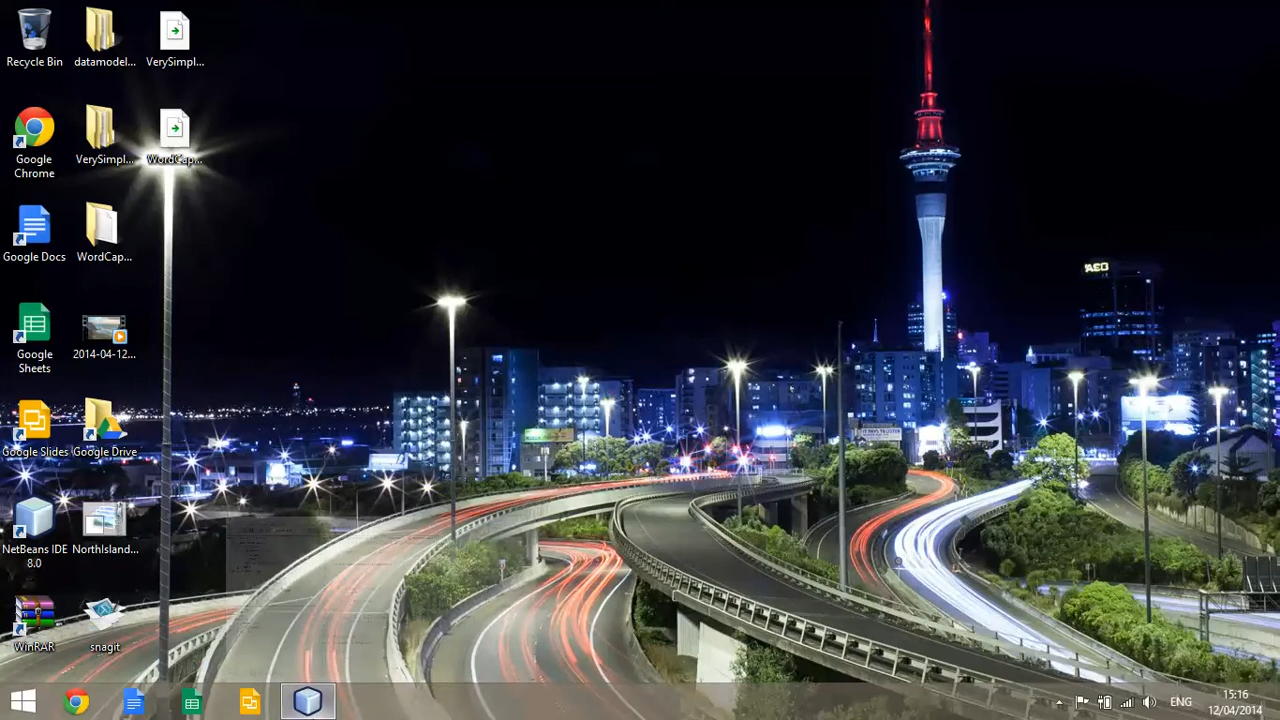 Recycle Bin
datamodel...
VerySimpl...
Google Chrome
VerySimpl...
WordCap...
Google Docs
WordCap...
Google Sheets
2014-04-12...
Google Slides
Google Drive
NetBeans IDE 8.0
NorthIsland...
WinRAR
snagit
ENG
15:16
12/04/2014